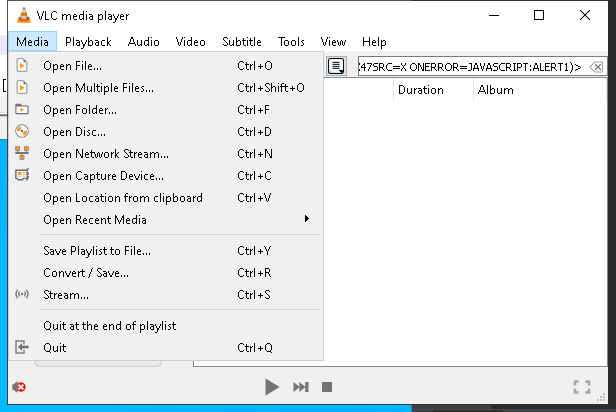 VLC media player
Media Playback Audio Video Subtitle Tools View Help
Open File... Ctrl+O
Open Multiple Files... Ctrl+Shift+O
Open Folder... Ctrl+F
Open Disc... Ctrl+D
Open Network Stream... Ctrl+N
Open Capture Device... Ctrl+C
Open Location from clipboard Ctrl+V
Open Recent Media
Save Playlist to File... Ctrl+Y
Convert / Save... Ctrl+R
Stream... Ctrl+S
Quit at the end of playlist
Quit Ctrl+Q
47SRC=X ONERROR=JAVASCRIPT:ALERT1)>
Duration Album